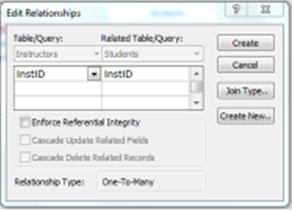 Edit Relationships
Table/Query: Related Table/Query: Create
Instructors Students
Cancel
InstID InstID
Join Type..
Create New..
Enforce Referential Integrity
Cascade Update Related Fields
Cascade Delete Related Records
Relationship Type: One-To-Many